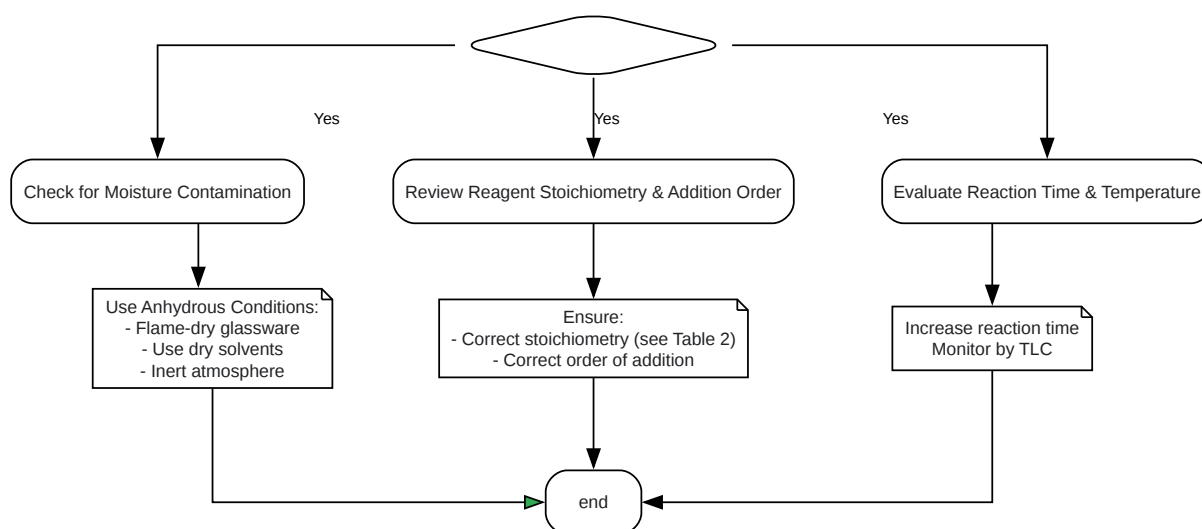 Yes
Yes
Yes
Check for Moisture Contamination
Review Reagent Stoichiometry & Addition Order
Evaluate Reaction Time & Temperature
Use Anhydrous Conditions:
- Flame-dry glassware
- Use dry solvents
- Inert atmosphere
Ensure:
- Correct stoichiometry (see Table 2)
- Correct order of addition
Increase reaction time
Monitor by TLC
end